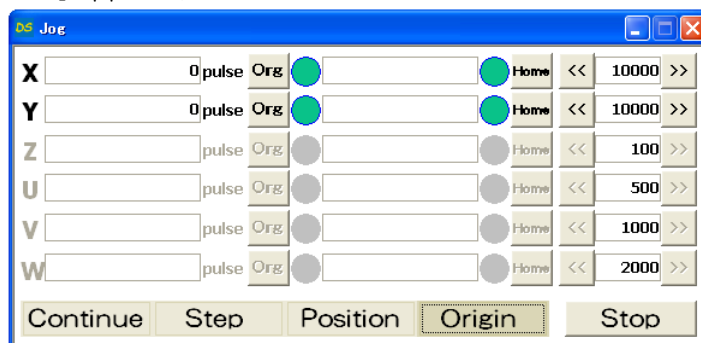 DS Jog
X 0 pulse Org Home << 10000 >>
Y 0 pulse Org Home << 10000 >>
Z pulse Org Home << 100 >>
U pulse Org Home << 500 >>
V pulse Org Home << 1000 >>
W pulse Org Home << 2000 >>
Continue Step Position Origin Stop